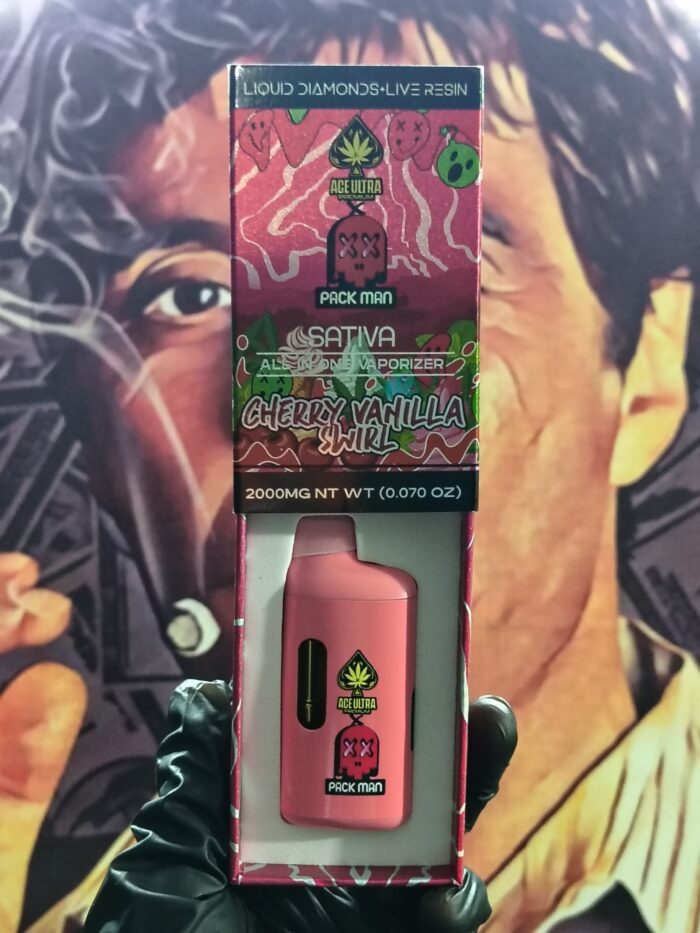 LIQUID DIAMONDS+LIVE RESIN
ACE ULTRA
PREMIUM
PACK MAN
SATIVA
ALL-IN-ONE VAPORIZER
CHERRY VANILLA
SWIRL
2000MG NT WT (0.070 OZ)
ACE ULTRA
PREMIUM
PACK MAN